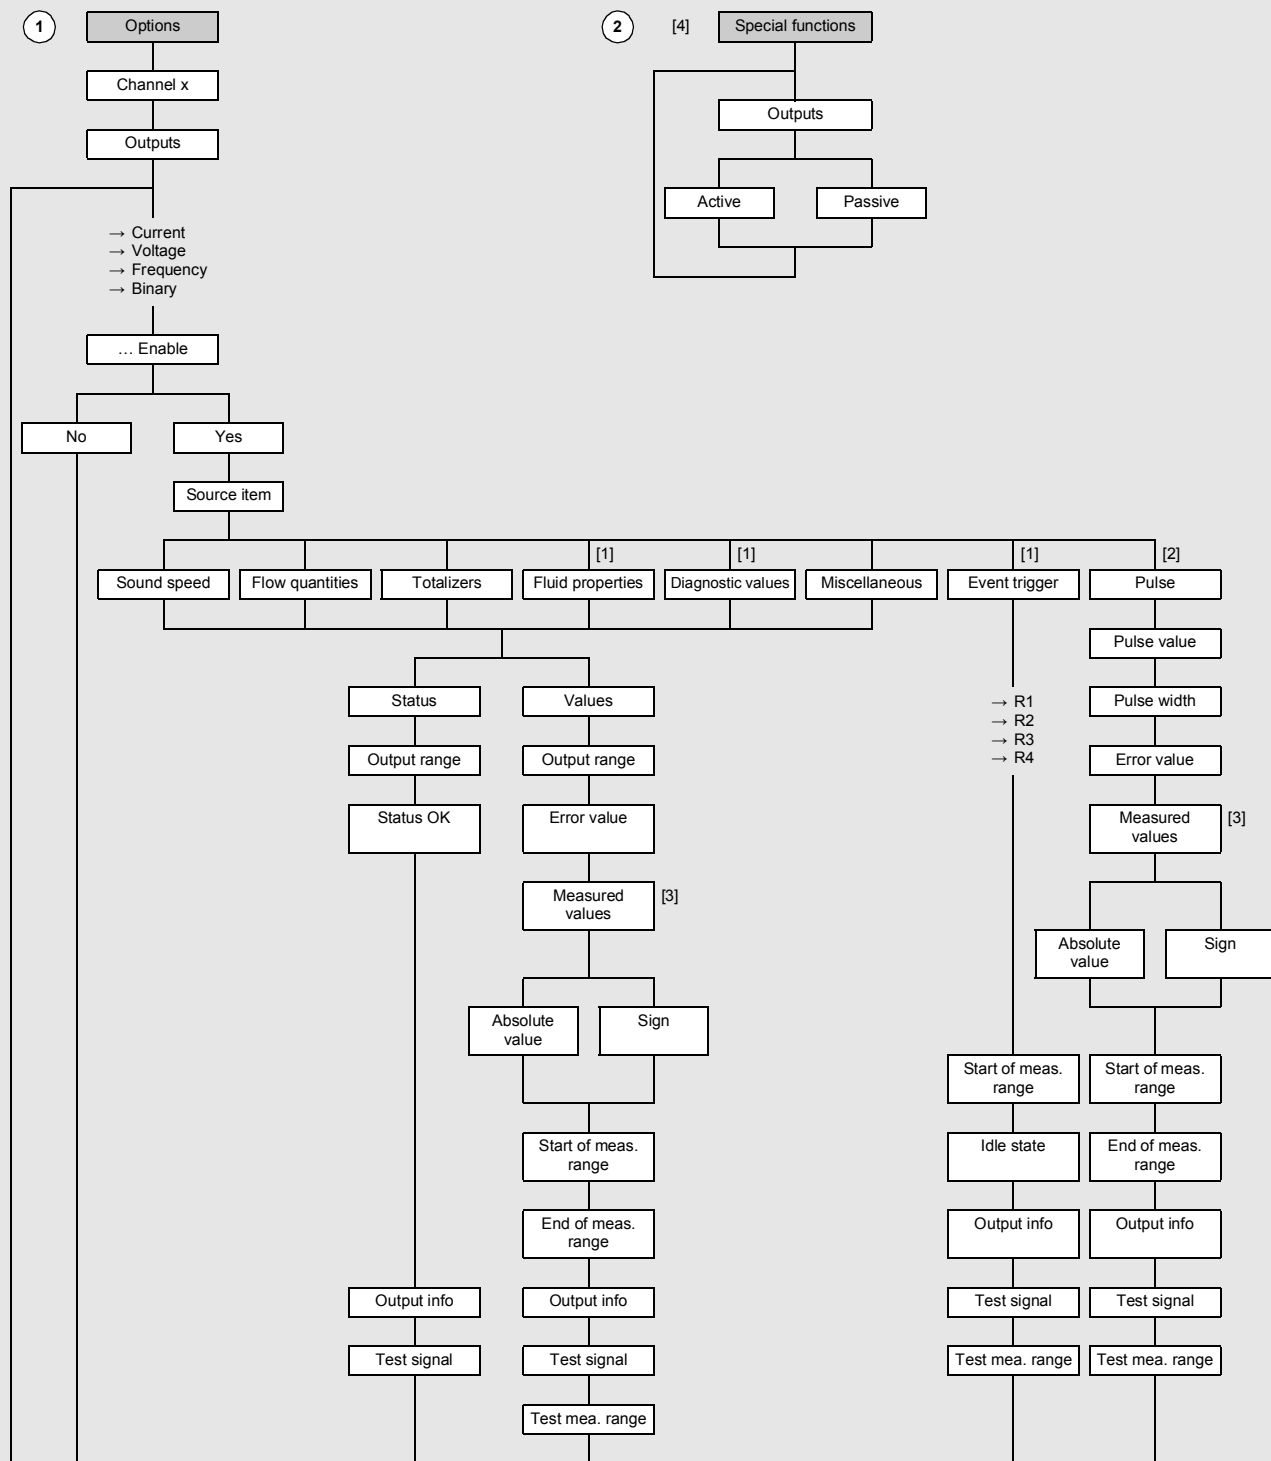 1
Options
2
[4]
Special functions
Channel x
Outputs
Outputs
Active
Passive
→ Current
→ Voltage
→ Frequency
→ Binary
... Enable
No
Yes
Source item
[1]
[1]
[1]
[2]
Sound speed
Flow quantities
Totalizers
Fluid properties
Diagnostic values
Miscellaneous
Event trigger
Pulse
Pulse value
Status
Values
→ R1
→ R2
→ R3
→ R4
Pulse width
Output range
Output range
Error value
Status OK
Error value
Measured
values
[3]
Measured
values
[3]
Absolute
value
Sign
Absolute
value
Sign
Start of meas.
range
Start of meas.
range
Start of meas.
range
Idle state
End of meas.
range
End of meas.
range
Output info
Output info
Output info
Output info
Test signal
Test signal
Test signal
Test signal
Test mea. range
Test mea. range
Test mea. range